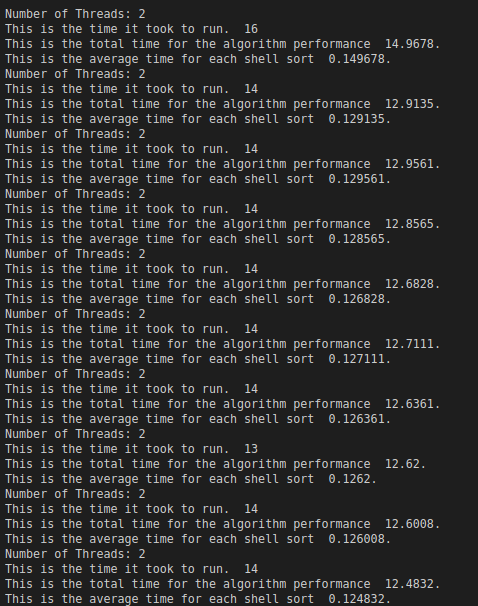 Number of Threads: 2
This is the time it took to run.  16
This is the total time for the algorithm performance  14.9678.
This is the average time for each shell sort  0.149678.
Number of Threads: 2
This is the time it took to run.  14
This is the total time for the algorithm performance  12.9135.
This is the average time for each shell sort  0.129135.
Number of Threads: 2
This is the time it took to run.  14
This is the total time for the algorithm performance  12.9561.
This is the average time for each shell sort  0.129561.
Number of Threads: 2
This is the time it took to run.  14
This is the total time for the algorithm performance  12.8565.
This is the average time for each shell sort  0.128565.
Number of Threads: 2
This is the time it took to run.  14
This is the total time for the algorithm performance  12.6828.
This is the average time for each shell sort  0.126828.
Number of Threads: 2
This is the time it took to run.  14
This is the total time for the algorithm performance  12.7111.
This is the average time for each shell sort  0.127111.
Number of Threads: 2
This is the time it took to run.  14
This is the total time for the algorithm performance  12.6361.
This is the average time for each shell sort  0.126361.
Number of Threads: 2
This is the time it took to run.  13
This is the total time for the algorithm performance  12.62.
This is the average time for each shell sort  0.1262.
Number of Threads: 2
This is the time it took to run.  14
This is the total time for the algorithm performance  12.6008.
This is the average time for each shell sort  0.126008.
Number of Threads: 2
This is the time it took to run.  14
This is the total time for the algorithm performance  12.4832.
This is the average time for each shell sort  0.124832.